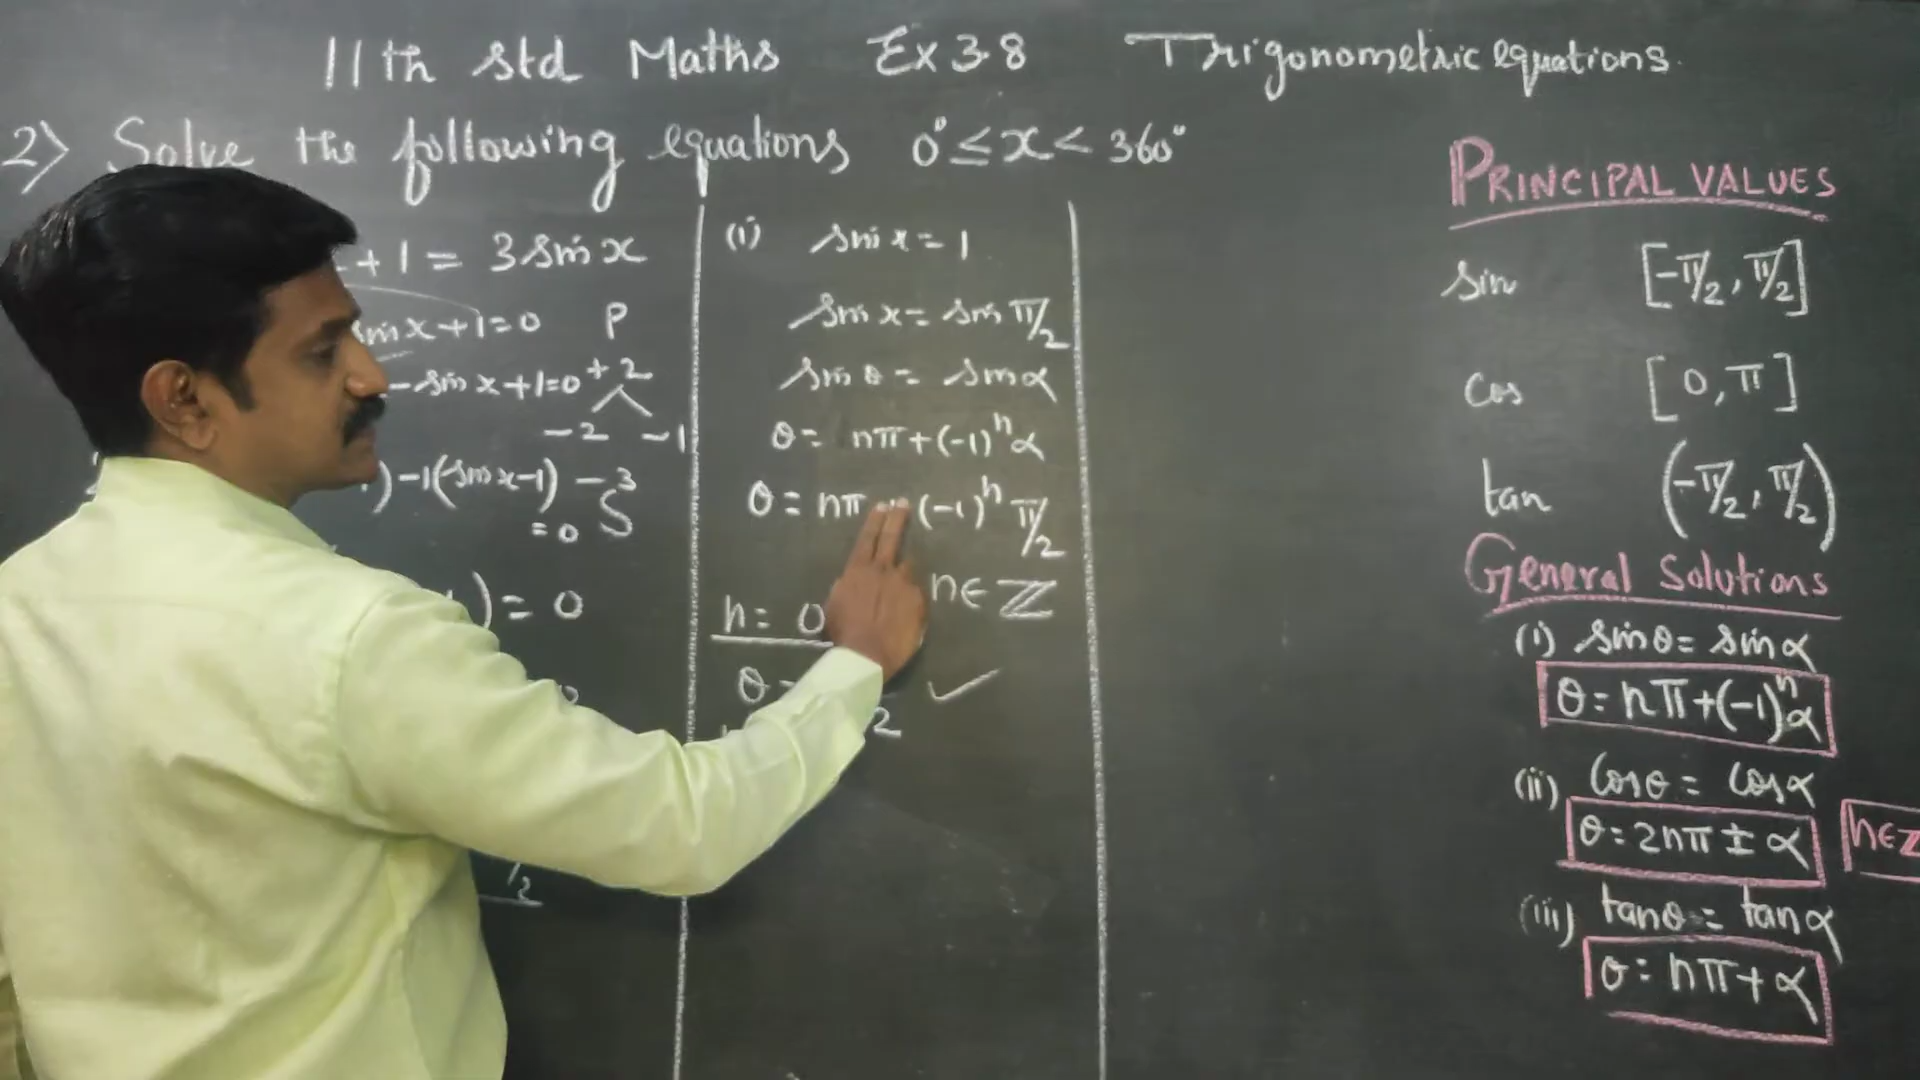 11th std Maths Ex 3.8 Trigonometric equations.
2) Solve the following equations 0° ≤ x < 360°
+ 1 = 3 sin x
sin x + 1 = 0 P
- sin x + 1 = 0 + 2
-2 -1
) -1(sin x -1) -3
= 0 S
) = 0
(i) sin x = 1
sin x = sin π/2
sin θ = sin α
θ = nπ + (-1)^n α
θ = nπ + (-1)^n π/2
n ∈ ℤ
n = 0
θ =
2 ✓
PRINCIPAL VALUES
sin [-π/2, π/2]
cos [0, π]
tan (-π/2, π/2)
General Solutions
(i) sin θ = sin α
θ = nπ + (-1)^n α
(ii) cos θ = cos α
θ = 2nπ ± α n∈ℤ
(iii) tan θ = tan α
θ = nπ + α